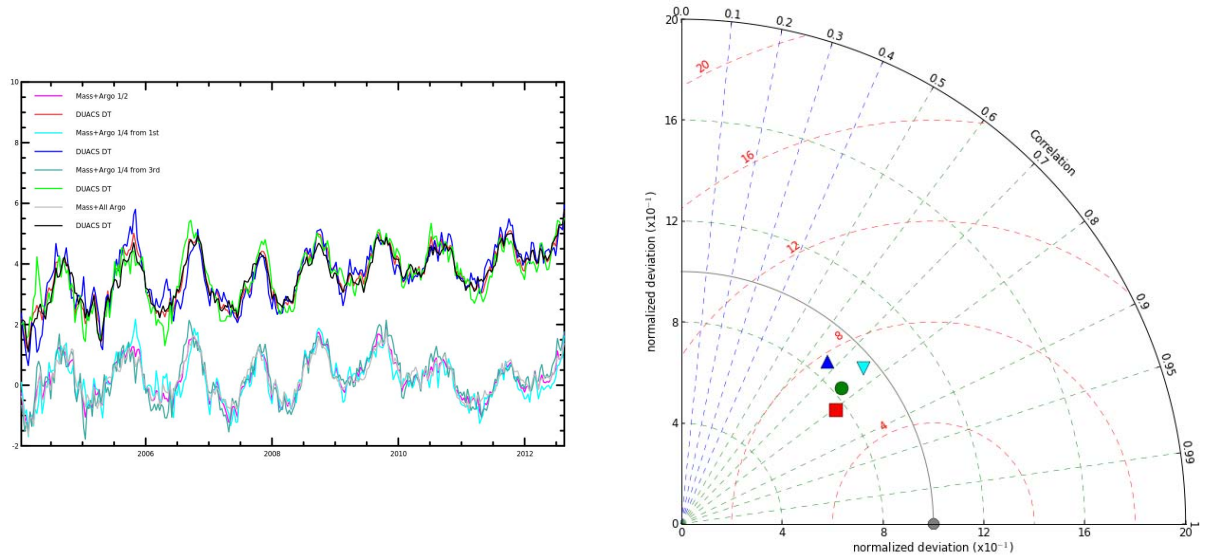 10
8
6
4
2
0
-2
Mass+Argo 1/2
DUACS DT
Mass+Argo 1/4 from 1st
DUACS DT
Mass+Argo 1/4 from 3rd
DUACS DT
Mass+All Argo
DUACS DT
2006 2008 2010 2012
20
16
12
8
4
0
normalized deviation (x10⁻¹)
0.0 0.1 0.2 0.3 0.4 0.5 0.6 0.7 0.8 0.9 0.95 0.99 1
Correlation
20
16
12
8
4
0 4 8 12 16 20
normalized deviation (x10⁻¹)